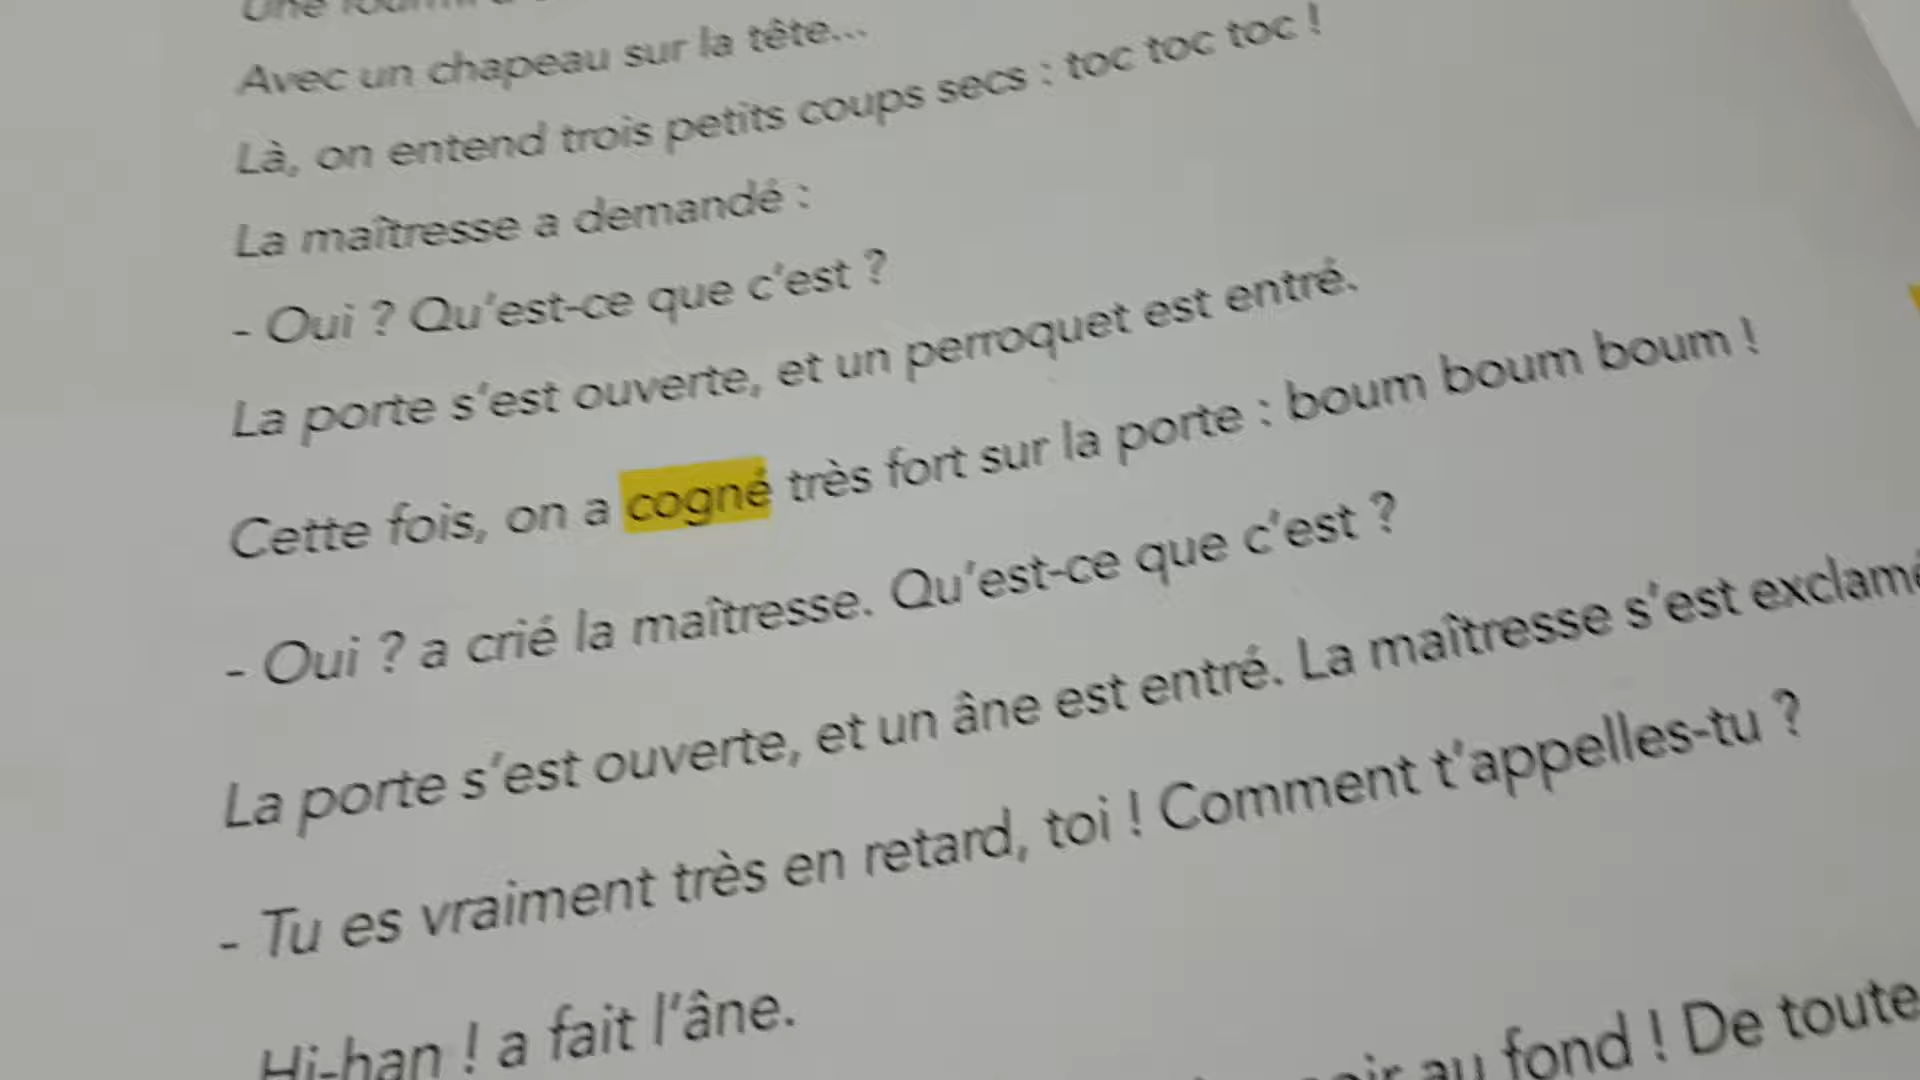 Une
Avec un chapeau sur la tête...
Là, on entend trois petits coups secs : toc toc toc !
La maîtresse a demandé :
- Oui ? Qu'est-ce que c'est ?
La porte s'est ouverte, et un perroquet est entré.
Cette fois, on a cogné très fort sur la porte : boum boum boum !
- Oui ? a crié la maîtresse. Qu'est-ce que c'est ?
La porte s'est ouverte, et un âne est entré. La maîtresse s'est exclamé
- Tu es vraiment très en retard, toi ! Comment t'appelles-tu ?
Hi-han ! a fait l'âne.
au fond ! De toute